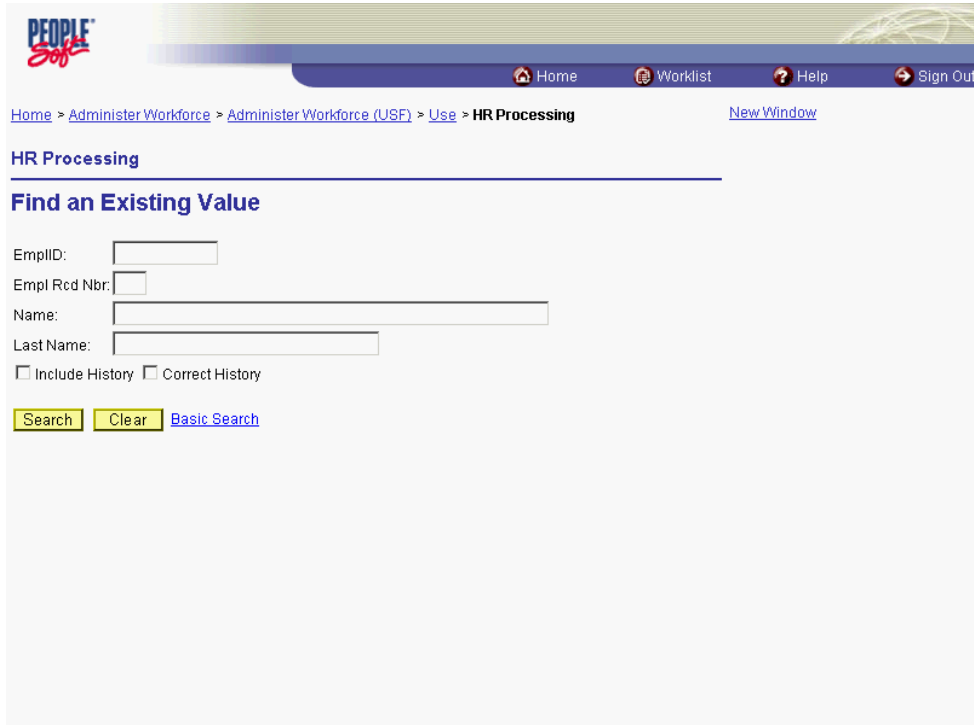 PEOPLE Soft
Home Worklist Help Sign Out
Home > Administer Workforce > Administer Workforce (USF) > Use > HR Processing New Window
HR Processing
Find an Existing Value
EmplID:
Empl Rcd Nbr:
Name:
Last Name:
Include History Correct History
Search Clear Basic Search